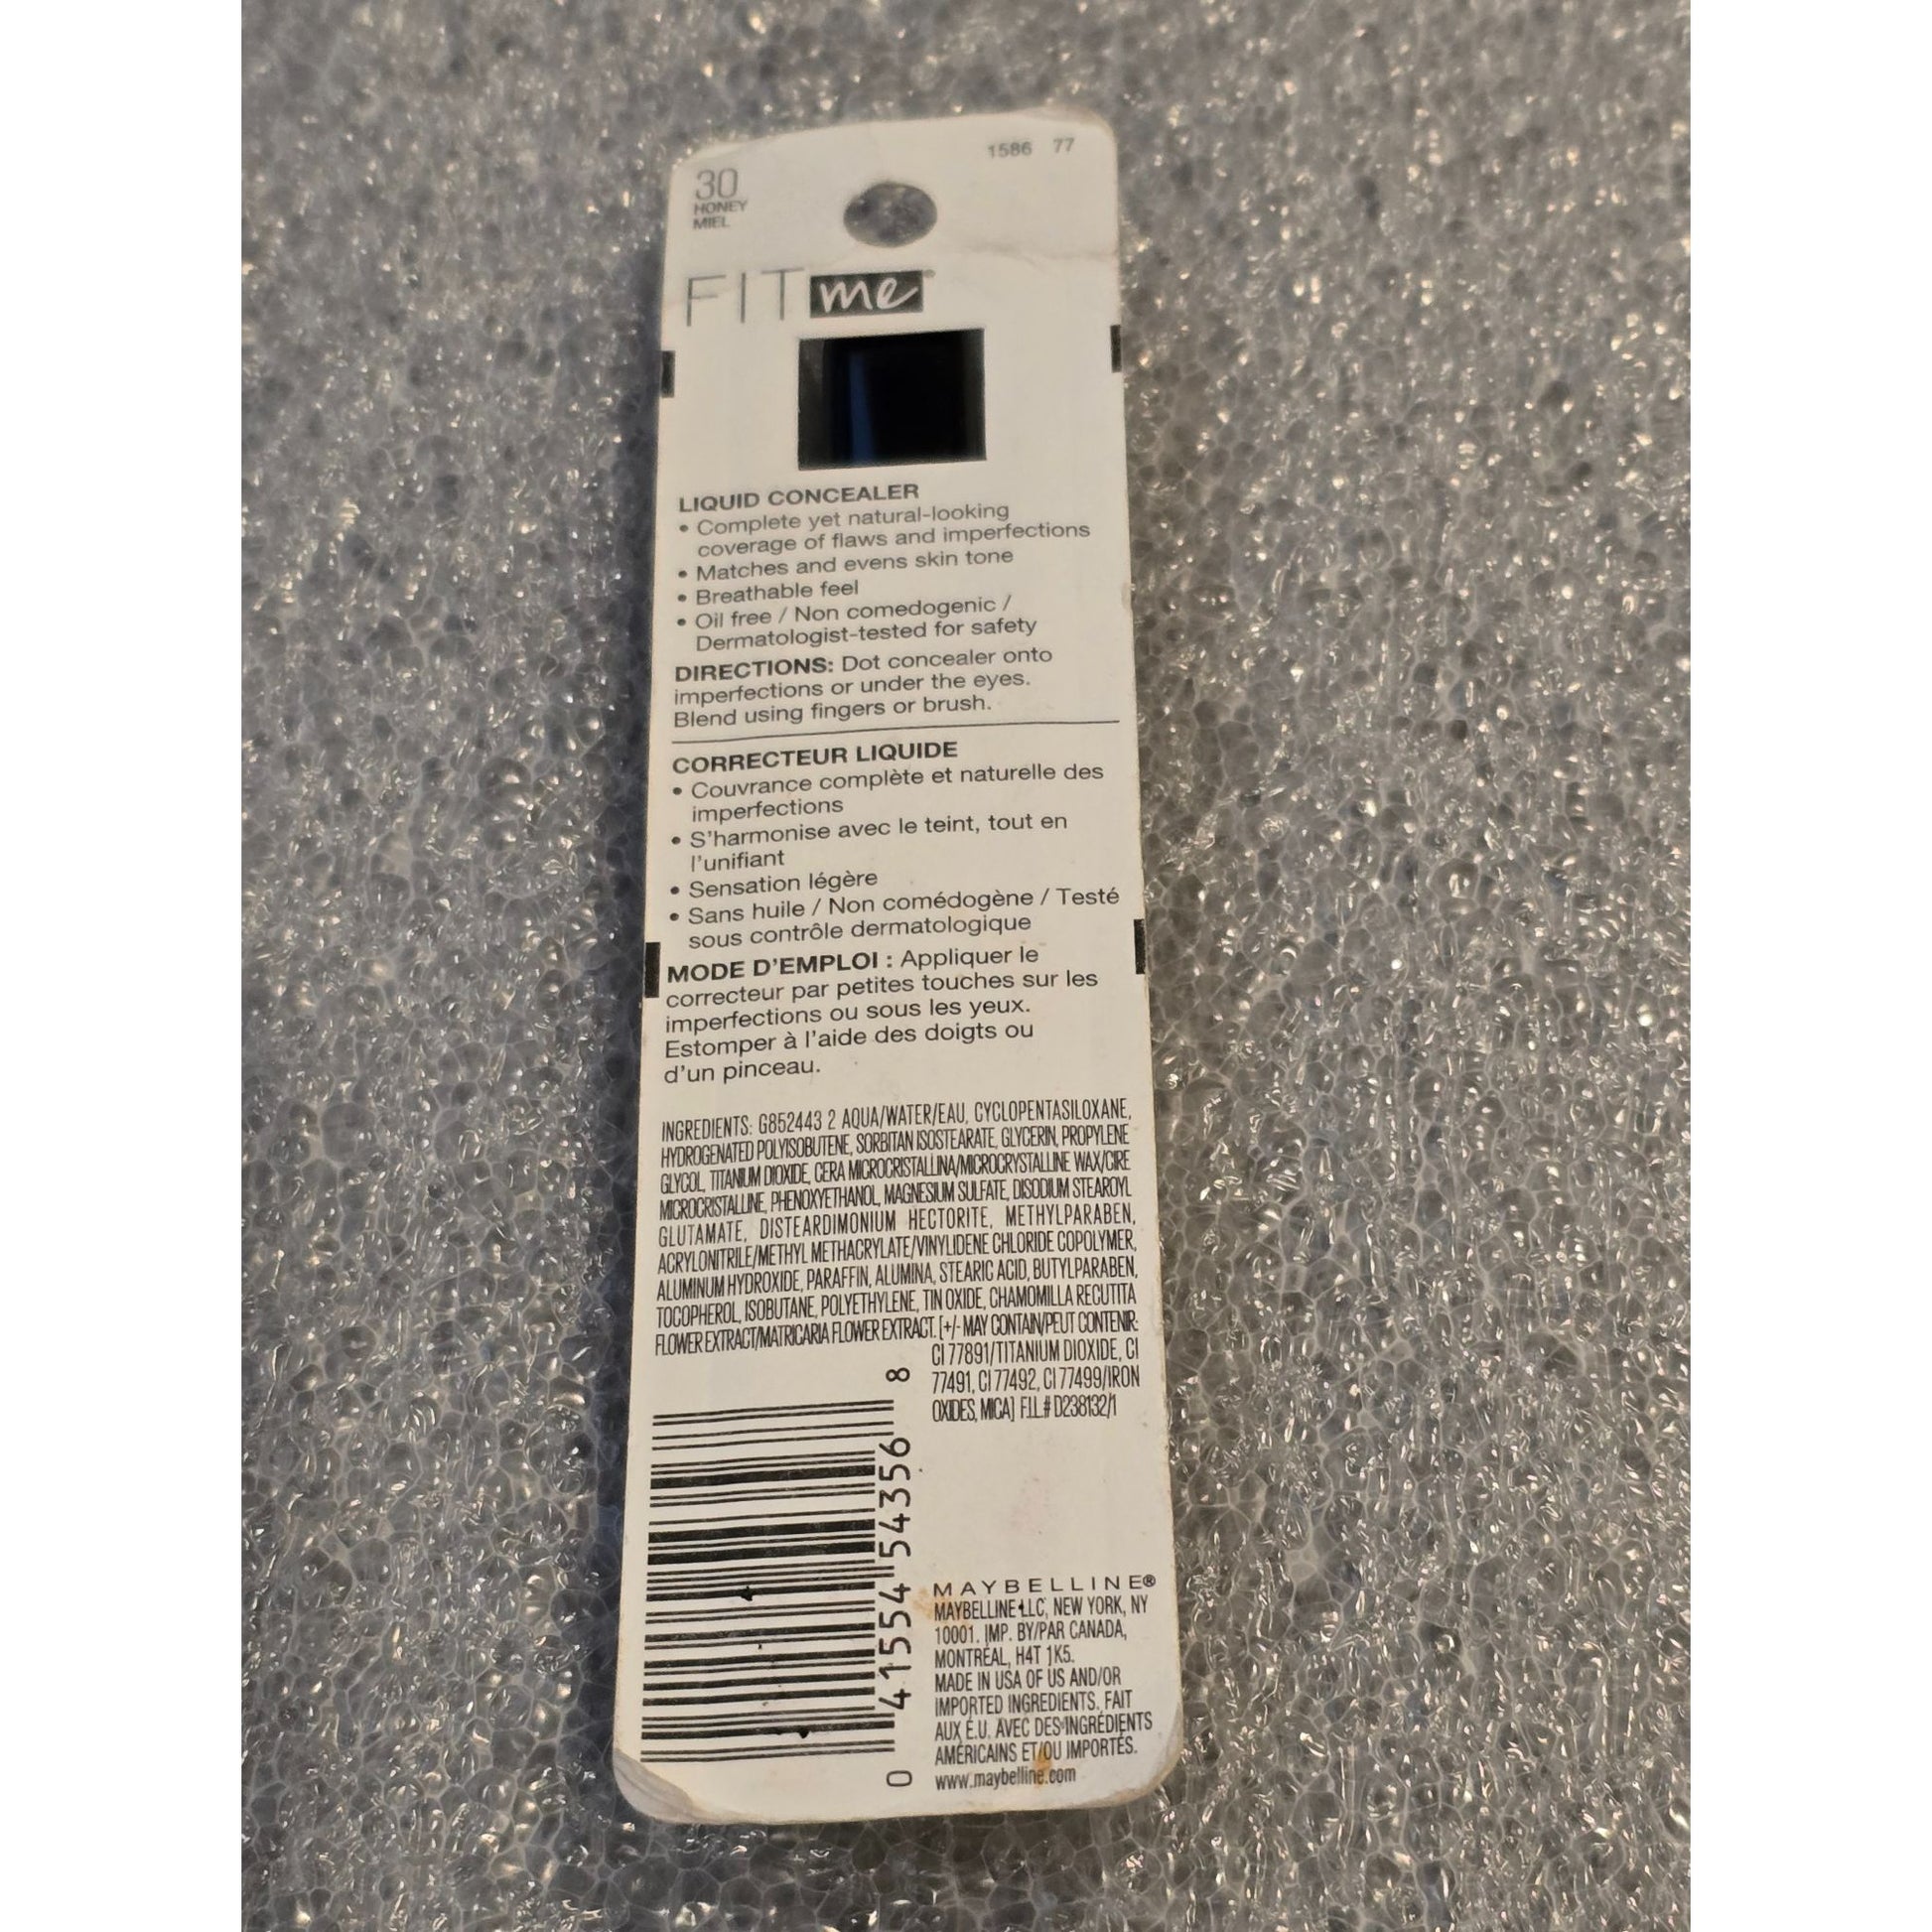 1586 77
30
HONEY
MIEL
FIT me
LIQUID CONCEALER
• Complete yet natural-looking
coverage of flaws and imperfections
• Matches and evens skin tone
• Breathable feel
• Oil free / Non comedogenic /
Dermatologist-tested for safety
DIRECTIONS: Dot concealer onto
imperfections or under the eyes.
Blend using fingers or brush.
CORRECTEUR LIQUIDE
• Couvrance complète et naturelle des
imperfections
• S'harmonise avec le teint, tout en
l'unifiant
• Sensation légère
• Sans huile / Non comédogène / Testé
sous contrôle dermatologique
MODE D'EMPLOI : Appliquer le
correcteur par petites touches sur les
imperfections ou sous les yeux.
Estomper à l'aide des doigts ou
d'un pinceau.
INGREDIENTS: G852443 2 AQUA/WATER/EAU, CYCLOPENTASILOXANE,
HYDROGENATED POLYISOBUTENE, SORBITAN ISOSTEARATE, GLYCERIN, PROPYLENE
GLYCOL, TITANIUM DIOXIDE, CERA MICROCRISTALLINA/MICROCRYSTALLINE WAX/CIRE
MICROCRISTALLINE, PHENOXYETHANOL, MAGNESIUM SULFATE, DISODIUM STEAROYL
GLUTAMATE, DISTEARDIMONIUM HECTORITE, METHYLPARABEN,
ACRYLONITRILE/METHYL METHACRYLATE/VINYLIDENE CHLORIDE COPOLYMER,
ALUMINUM HYDROXIDE, PARAFFIN, ALUMINA, STEARIC ACID, BUTYLPARABEN,
TOCOPHEROL, ISOBUTANE, POLYETHYLENE, TIN OXIDE, CHAMOMILLA RECUTITA
FLOWER EXTRACT/MATRICARIA FLOWER EXTRACT. [+/- MAY CONTAIN/PEUT CONTENIR:
CI 77891/TITANIUM DIOXIDE, CI
77491, CI 77492, CI 77499/IRON
OXIDES, MICA] F.I.L.# D238132/1
0 41554 54356 8
MAYBELLINE®
MAYBELLINE LLC, NEW YORK, NY
10001. IMP. BY/PAR CANADA,
MONTRÉAL, H4T 1K5.
MADE IN USA OF US AND/OR
IMPORTED INGREDIENTS. FAIT
AUX É.U. AVEC DES INGRÉDIENTS
AMÉRICAINS ET/OU IMPORTÉS.
www.maybelline.com